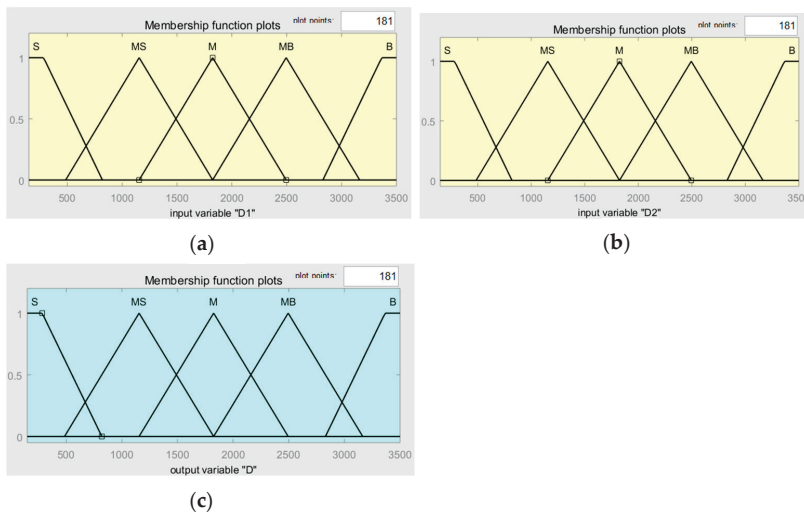 Membership function plots plot points: 181
S MS M MB B
1
0.5
0
500 1000 1500 2000 2500 3000 3500
input variable "D1"
(a)
Membership function plots plot points: 181
S MS M MB B
1
0.5
0
500 1000 1500 2000 2500 3000 3500
input variable "D2"
(b)
Membership function plots plot points: 181
S MS M MB B
1
0.5
0
500 1000 1500 2000 2500 3000 3500
output variable "D"
(c)